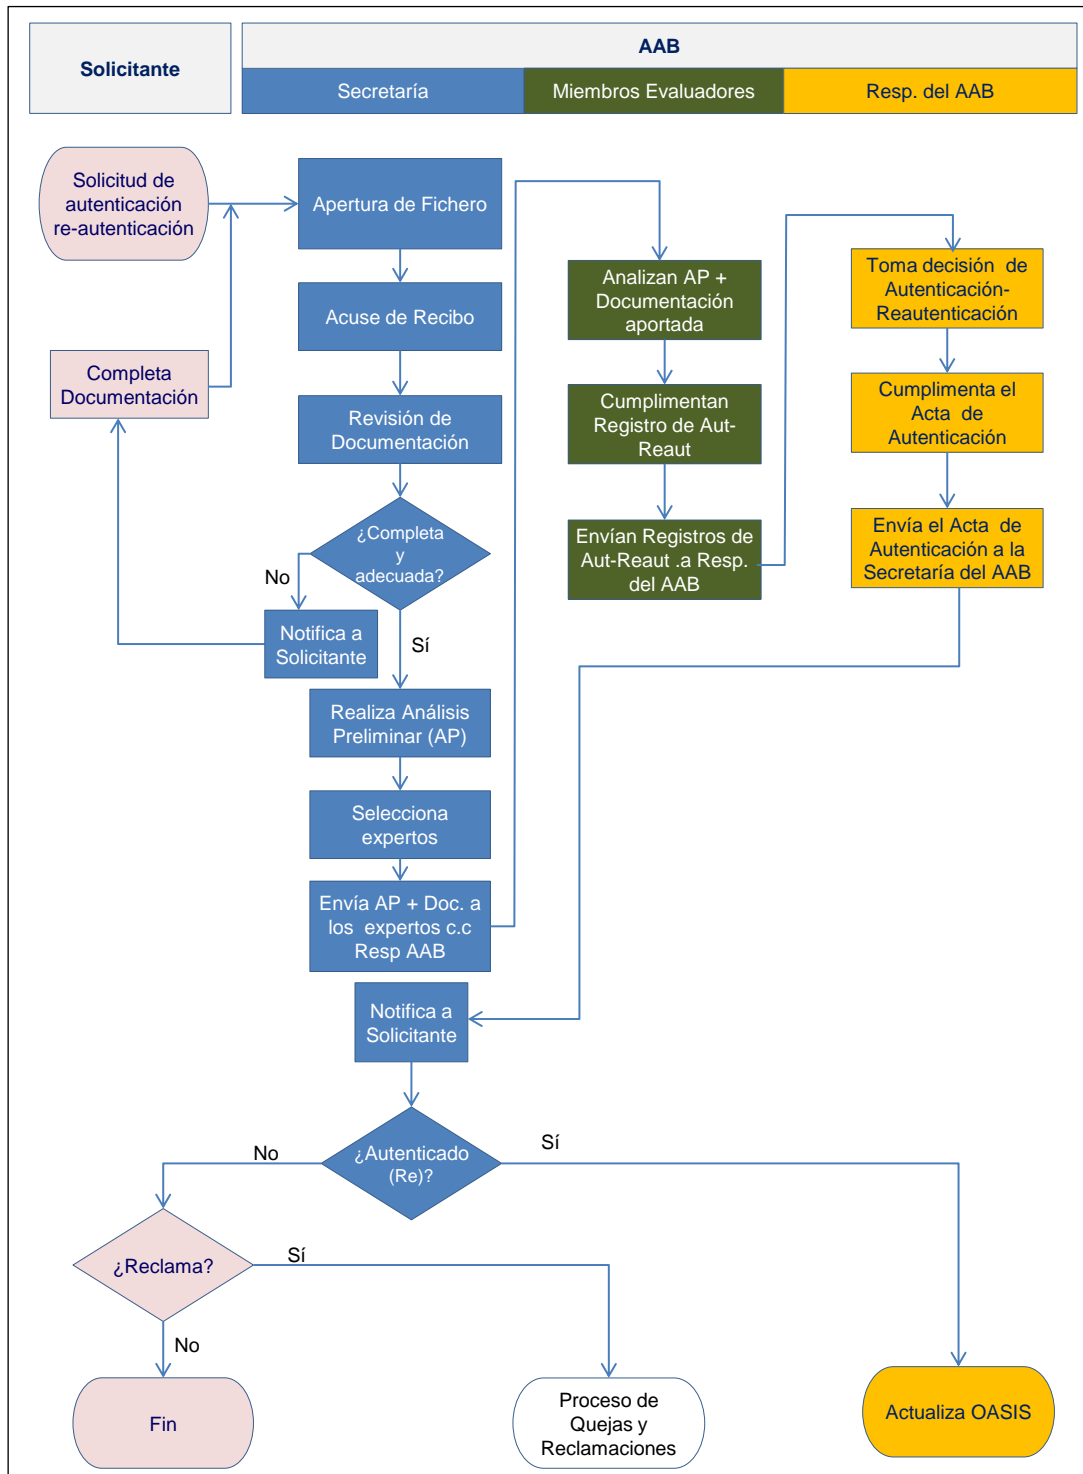 Solicitante
AAB
Secretaría
Miembros Evaluadores
Resp. del AAB
Solicitud de
autenticación
re-autenticación
Apertura de Fichero
Acuse de Recibo
Completa
Documentación
Revisión de
Documentación
¿Completa
y
adecuada?
No
Notifica a
Solicitante
Sí
Realiza Análisis
Preliminar (AP)
Selecciona
expertos
Envía AP + Doc. a
los expertos c.c
Resp AAB
Analizan AP +
Documentación
aportada
Cumplimentan
Registro de Aut-
Reaut
Envían Registros de
Aut-Reaut .a Resp.
del AAB
Toma decisión de
Autenticación-
Reautenticación
Cumplimenta el
Acta de
Autenticación
Envía el Acta de
Autenticación a la
Secretaría del AAB
Notifica a
Solicitante
¿Autenticado
(Re)?
No
Sí
¿Reclama?
Sí
No
Fin
Proceso de
Quejas y
Reclamaciones
Actualiza OASIS